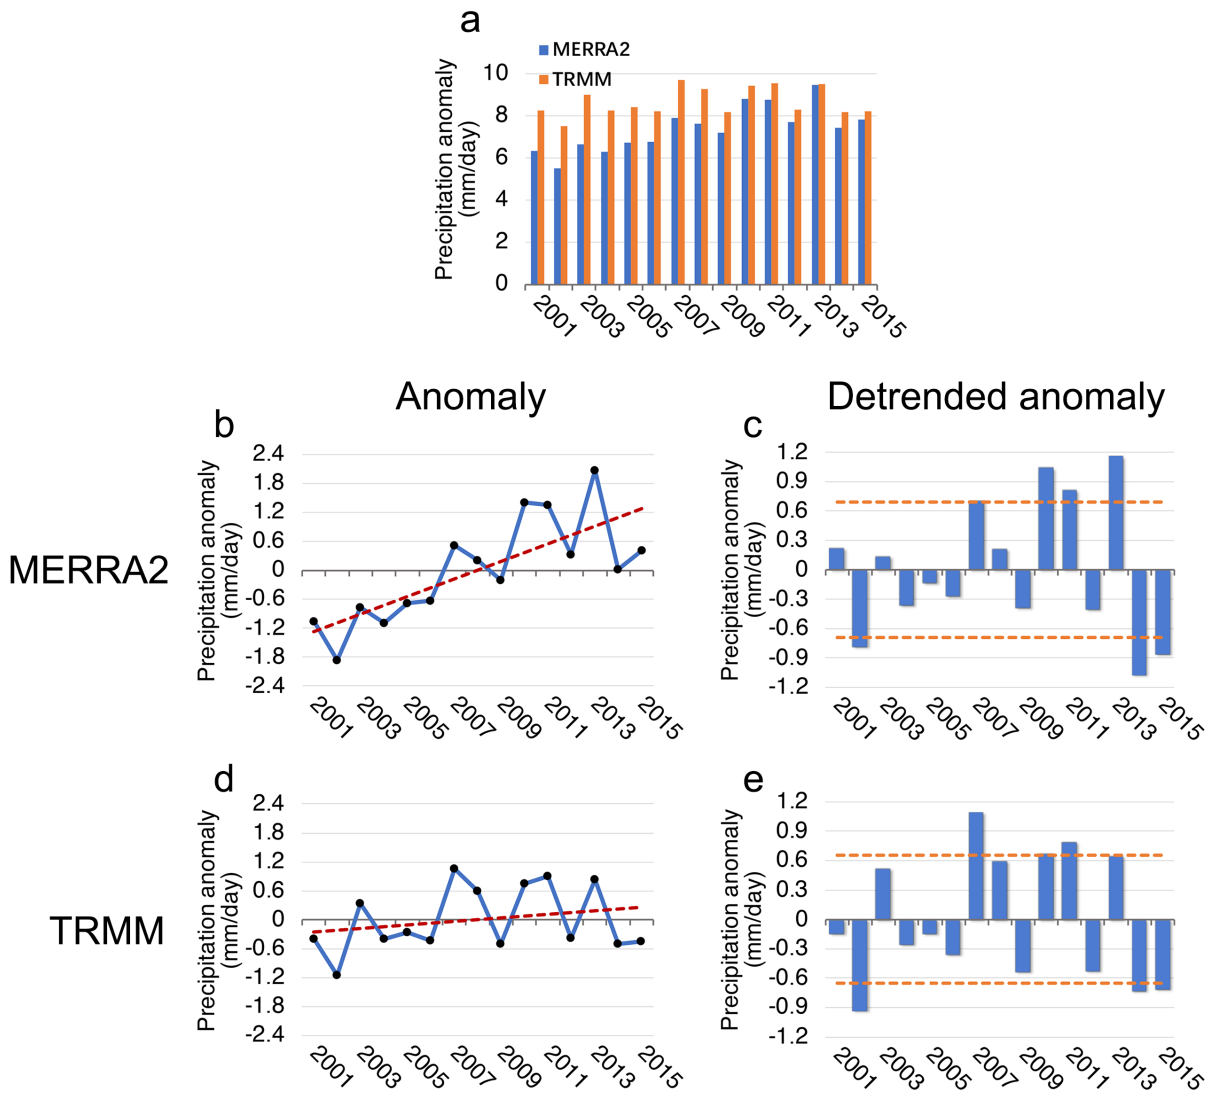 a
MERRA2
TRMM
Precipitation anomaly
(mm/day)
10
8
6
4
2
0
2001 2003 2005 2007 2009 2011 2013 2015
Anomaly
Detrended anomaly
MERRA2
b
Precipitation anomaly
(mm/day)
2.4
1.8
1.2
0.6
0
-0.6
-1.2
-1.8
-2.4
2001 2003 2005 2007 2009 2011 2013 2015
c
Precipitation anomaly
(mm/day)
1.2
0.9
0.6
0.3
0
-0.3
-0.6
-0.9
-1.2
2001 2003 2005 2007 2009 2011 2013 2015
TRMM
d
Precipitation anomaly
(mm/day)
2.4
1.8
1.2
0.6
0
-0.6
-1.2
-1.8
-2.4
2001 2003 2005 2007 2009 2011 2013 2015
e
Precipitation anomaly
(mm/day)
1.2
0.9
0.6
0.3
0
-0.3
-0.6
-0.9
-1.2
2001 2003 2005 2007 2009 2011 2013 2015